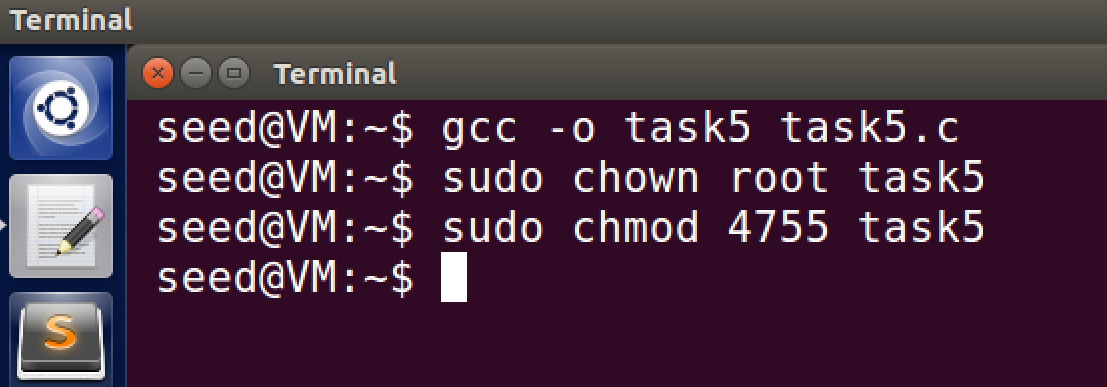 Terminal
Terminal
seed@VM:~$ gcc -o task5 task5.c
seed@VM:~$ sudo chown root task5
seed@VM:~$ sudo chmod 4755 task5
seed@VM:~$
S